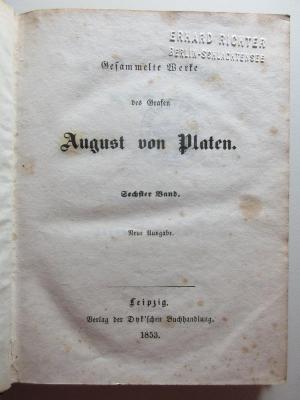 ERHARD RICHTER
BERLIN-SCHLACHTENSEE
Gesammelte Werke
des Grafen
August von Platen.
Sechster Band.
Neue Ausgabe.
Leipzig.
Verlag der Dyk'schen Buchhandlung.
1853.